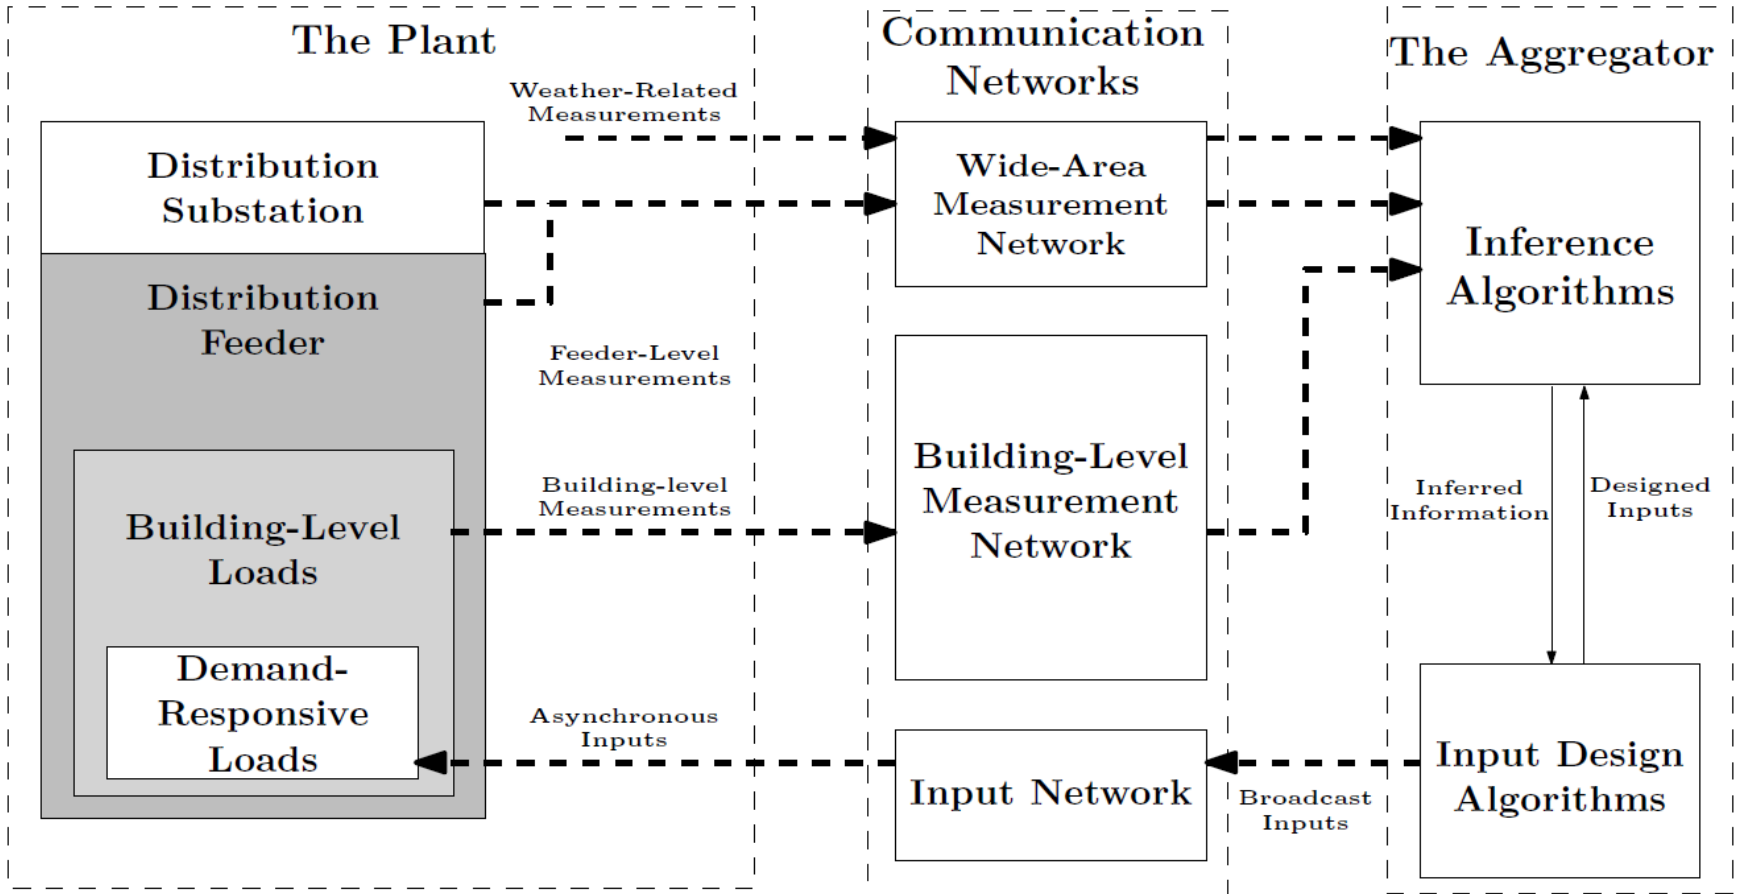 The Plant
Weather-Related
Measurements
Distribution
Substation
Distribution
Feeder
Feeder-Level
Measurements
Building-level
Measurements
Building-Level
Loads
Demand-
Responsive
Loads
Asynchronous
Inputs
Communication
Networks
Wide-Area
Measurement
Network
Building-Level
Measurement
Network
Input Network
Broadcast
Inputs
The Aggregator
Inference
Algorithms
Inferred
Information
Designed
Inputs
Input Design
Algorithms